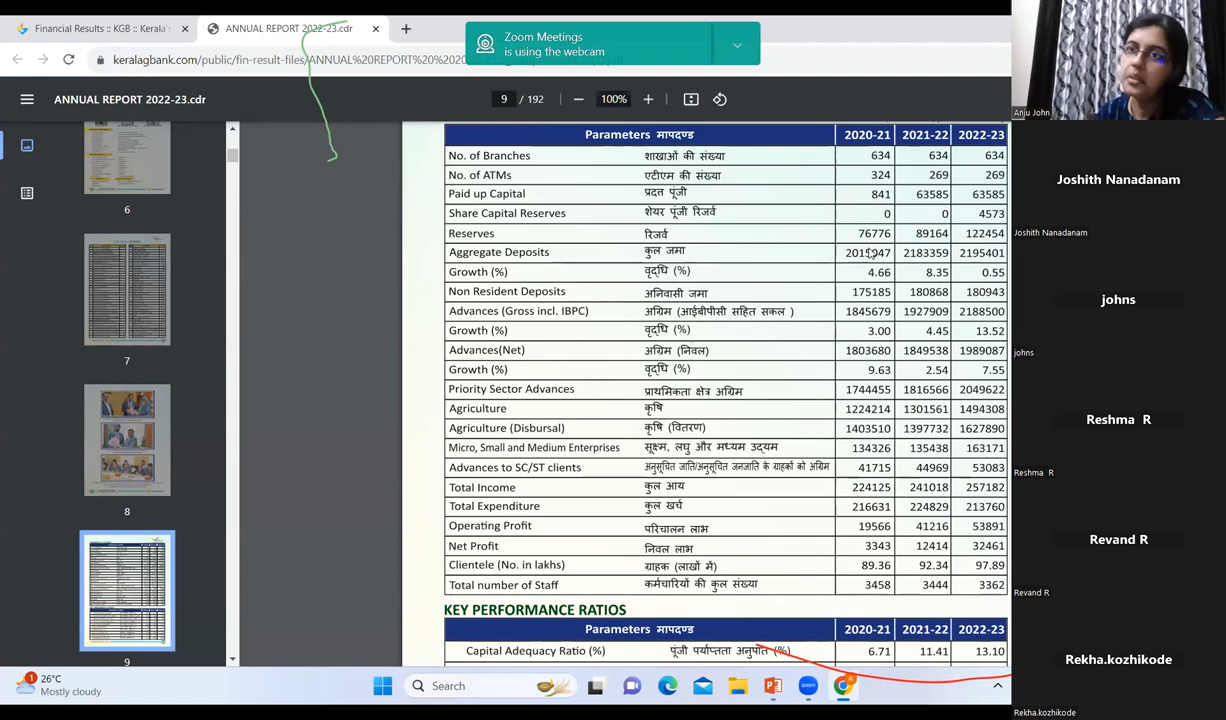 Financial Results :: KGB :: Kerala's
ANNUAL REPORT 2022-23.cdr
Zoom Meetings
is using the webcam
keralagbank.com/public/fin-result-files/ANNUAL%20REPORT%20%20
ANNUAL REPORT 2022-23.cdr
9 / 192
100%
6
7
8
9
Parameters मापदण्ड 2020-21 2021-22 2022-23
No. of Branches शाखाओं की संख्या 634 634 634
No. of ATMs एटीएम की संख्या 324 269 269
Paid up Capital प्रदत्त पूंजी 841 63585 63585
Share Capital Reserves शेयर पूंजी रिजर्व 0 0 4573
Reserves रिजर्व 76776 89164 122454
Aggregate Deposits कुल जमा 2183359 2195401
Growth (%) वृद्धि (%) 4.66 8.35 0.55
Non Resident Deposits अनिवासी जमा 175185 180868 180943
Advances (Gross incl. IBPC) अग्रिम (आईबीपीसी सहित सकल ) 1845679 1927909 2188500
Growth (%) वृद्धि (%) 3.00 4.45 13.52
Advances(Net) अग्रिम (निवल) 1803680 1849538 1989087
Growth (%) वृद्धि (%) 9.63 2.54 7.55
Priority Sector Advances प्राथमिकता क्षेत्र अग्रिम 1744455 1816566 2049622
Agriculture कृषि 1224214 1301561 1494308
Agriculture (Disbursal) कृषि (वितरण) 1403510 1397732 1627890
Micro, Small and Medium Enterprises सूक्ष्म, लघु और मध्यम उद्यम 134326 135438 163171
Advances to SC/ST clients अनुसूचित जाति/अनुसूचित जनजाति के ग्राहकों को अग्रिम 41715 44969 53083
Total Income कुल आय 224125 241018 257182
Total Expenditure कुल खर्च 216631 224829 213760
Operating Profit परिचालन लाभ 19566 41216 53891
Net Profit निवल लाभ 3343 12414 32461
Clientele (No. in lakhs) ग्राहक (लाखों में) 89.36 92.34 97.89
Total number of Staff कर्मचारियों की कुल संख्या 3458 3444 3362
KEY PERFORMANCE RATIOS
Parameters मापदण्ड 2020-21 2021-22 2022-23
Capital Adequacy Ratio (%) पूंजी पर्याप्तता अनुपात (%) 6.71 11.41 13.10
Anju John
Joshith Nanadanam
Joshith Nanadanam
johns
johns
Reshma R
Reshma R
Revand R
Revand R
Rekha.kozhikode
Rekha.kozhikode
1
26°C
Mostly cloudy
Search
zoom